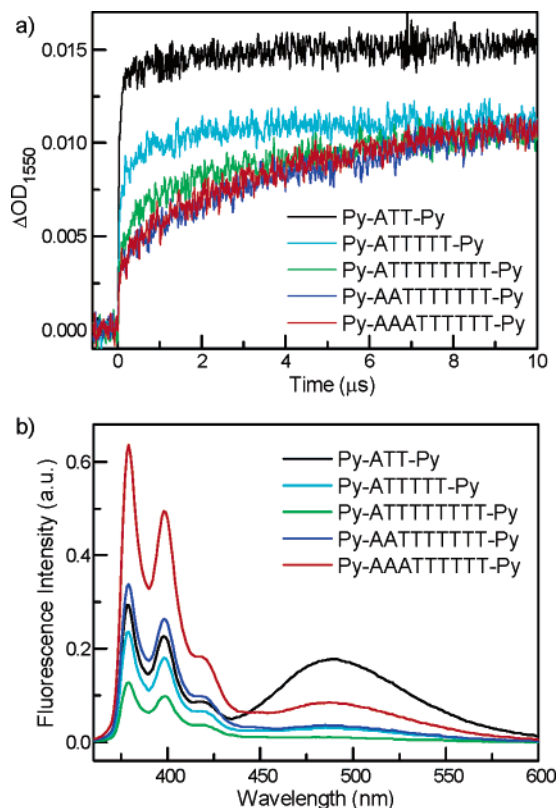 a)
0.015
0.010
0.005
0.000
ΔOD1550
Py-ATT-Py
Py-ATTTTT-Py
Py-ATTTTTTTT-Py
Py-AATTTTTTT-Py
Py-AAATTTTTT-Py
0 2 4 6 8 10
Time (μs)
b)
0.6
0.4
0.2
0.0
Fluorescence Intensity (a.u.)
Py-ATT-Py
Py-ATTTTT-Py
Py-ATTTTTTTT-Py
Py-AATTTTTTT-Py
Py-AAATTTTTT-Py
400 450 500 550 600
Wavelength (nm)